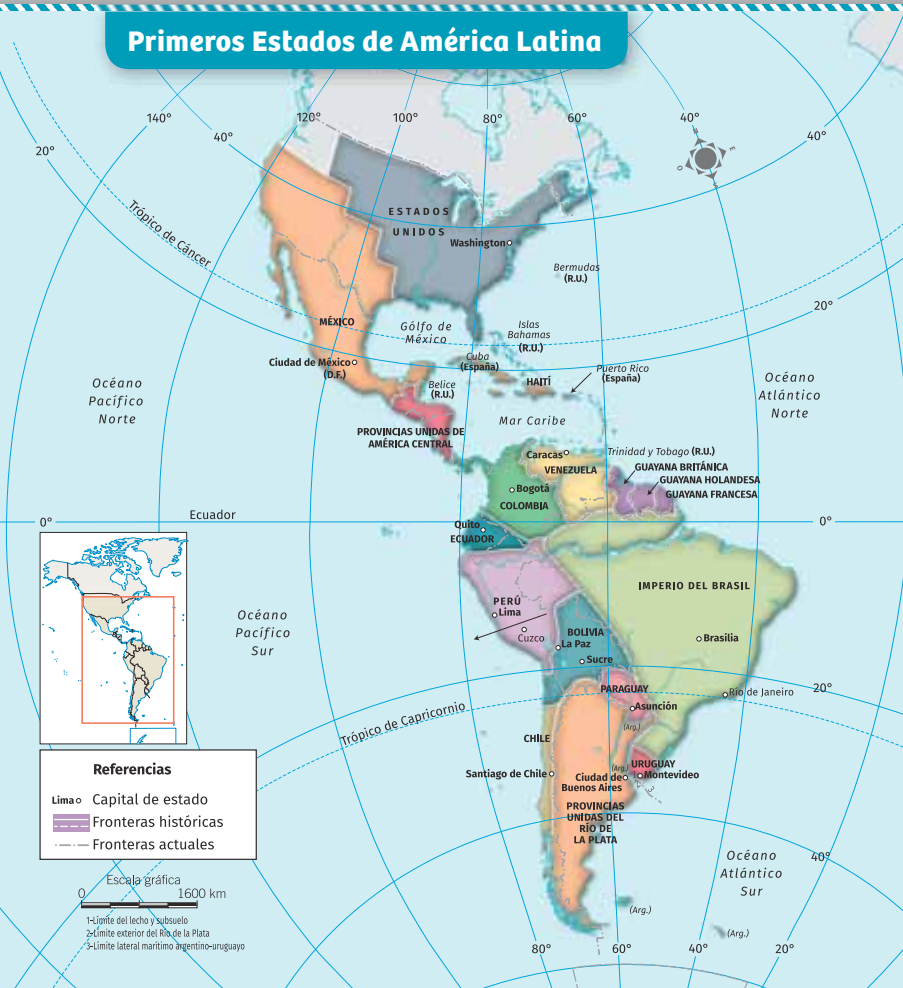 Primeros Estados de América Latina
140°
120°
100°
80°
60°
40°
40°
40°
20°
20°
Trópico de Cáncer
N
E
O
ESTADOS
UNIDOS
Washington
Bermudas
(R.U.)
MÉXICO
Gólfo de
México
Islas
Bahamas
(R.U.)
Ciudad de México
(D.F.)
Cuba
(España)
HAITÍ
Puerto Rico
(España)
Belice
(R.U.)
Océano
Pacífico
Norte
Océano
Atlántico
Norte
Mar Caribe
PROVINCIAS UNIDAS DE
AMÉRICA CENTRAL
Caracas
Trinidad y Tobago (R.U.)
VENEZUELA
GUAYANA BRITÁNICA
GUAYANA HOLANDESA
GUAYANA FRANCESA
Bogotá
COLOMBIA
0°
Ecuador
0°
Quito
ECUADOR
IMPERIO DEL BRASIL
PERÚ
Lima
Cuzco
BOLIVIA
La Paz
Sucre
Brasilia
Océano
Pacífico
Sur
PARAGUAY
Asunción
(Arg.)
Río de Janeiro
20°
Trópico de Capricornio
CHILE
Santiago de Chile
(Arg.)
URUGUAY
Ciudad de
Buenos Aires
Montevideo
3
PROVINCIAS
UNIDAS DEL
RÍO DE
LA PLATA
Océano
Atlántico
Sur
40°
(Arg.)
(Arg.)
80°
60°
40°
20°
Referencias
Lima Capital de estado
Fronteras históricas
Fronteras actuales
Escala gráfica
0 1600 km
1-Límite del lecho y subsuelo
2-Límite exterior del Río de la Plata
3-Límite lateral marítimo argentino-uruguayo